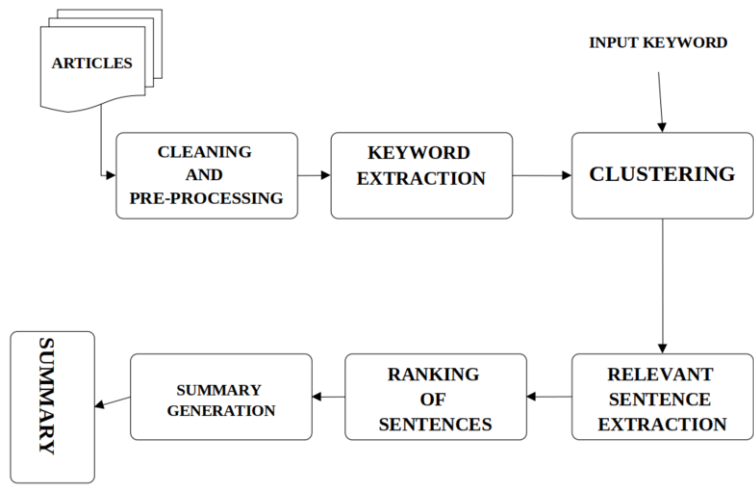 ARTICLES
INPUT KEYWORD
CLEANING
AND
PRE-PROCESSING
KEYWORD
EXTRACTION
CLUSTERING
RELEVANT
SENTENCE
EXTRACTION
RANKING
OF
SENTENCES
SUMMARY
GENERATION
SUMMARY